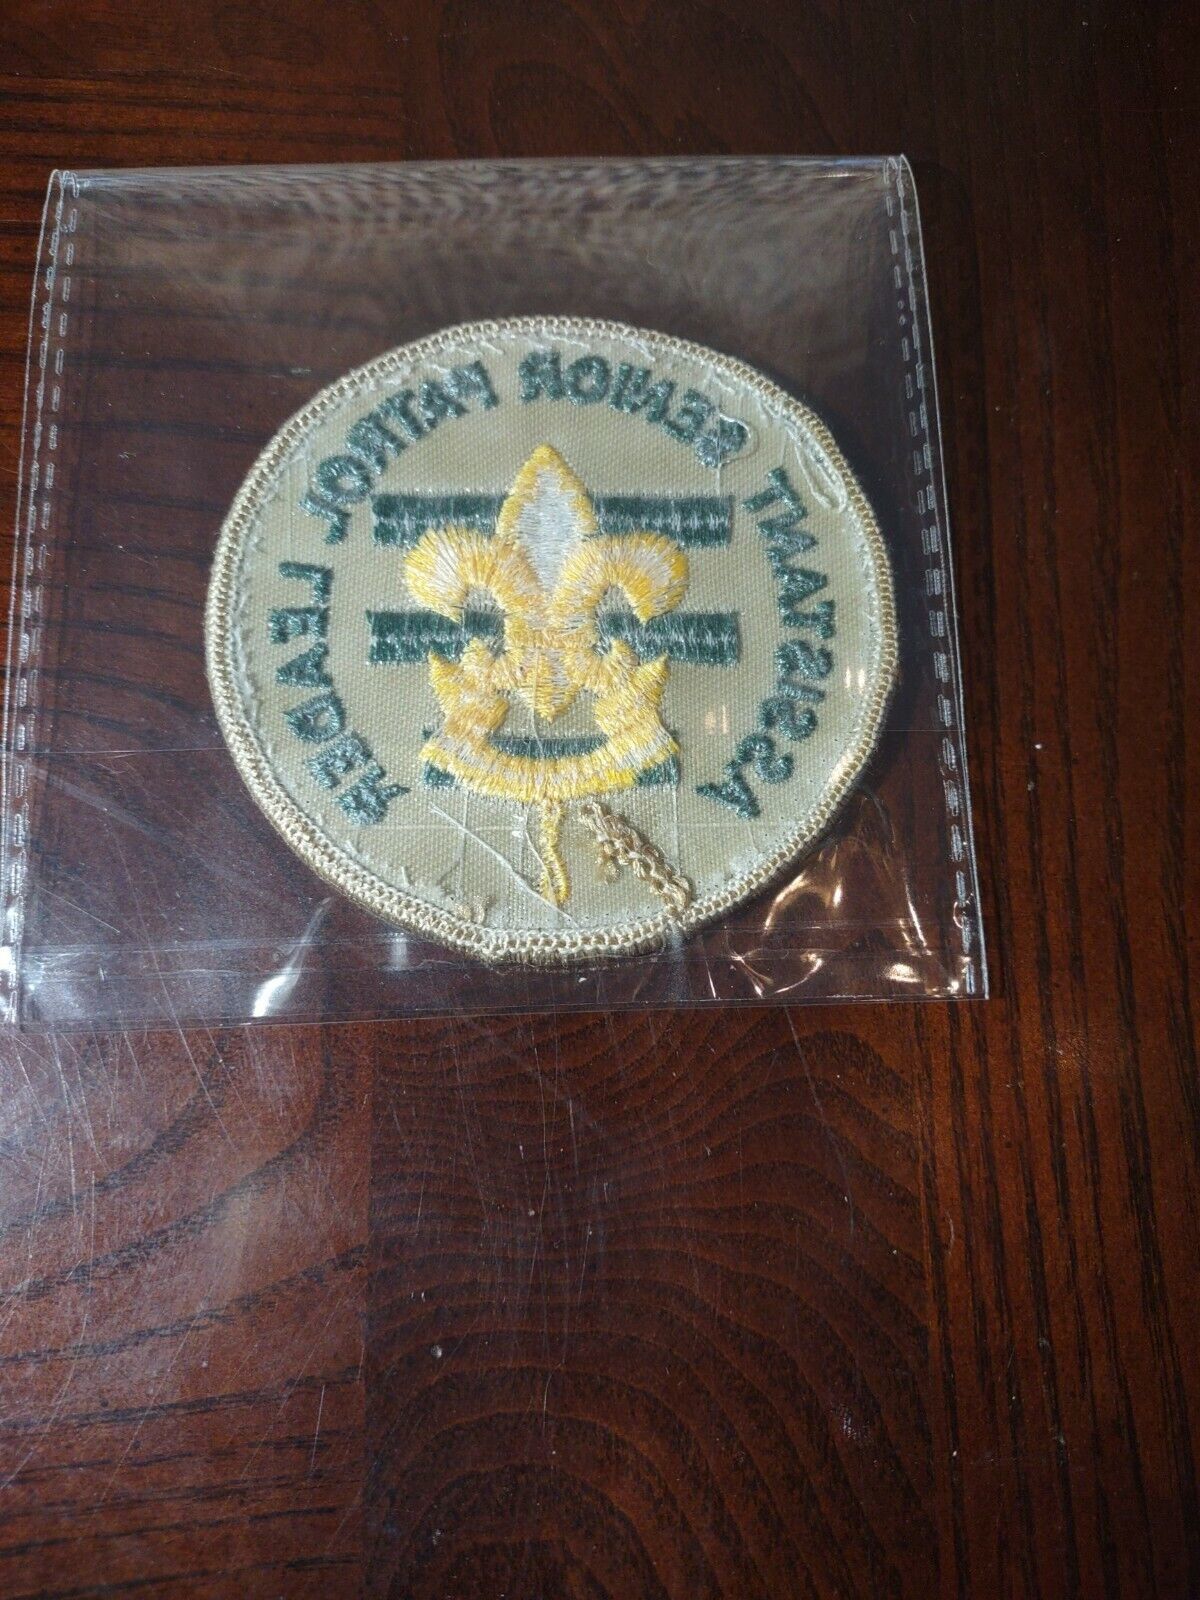 ASSISTANT SENIOR PATROL LEADER